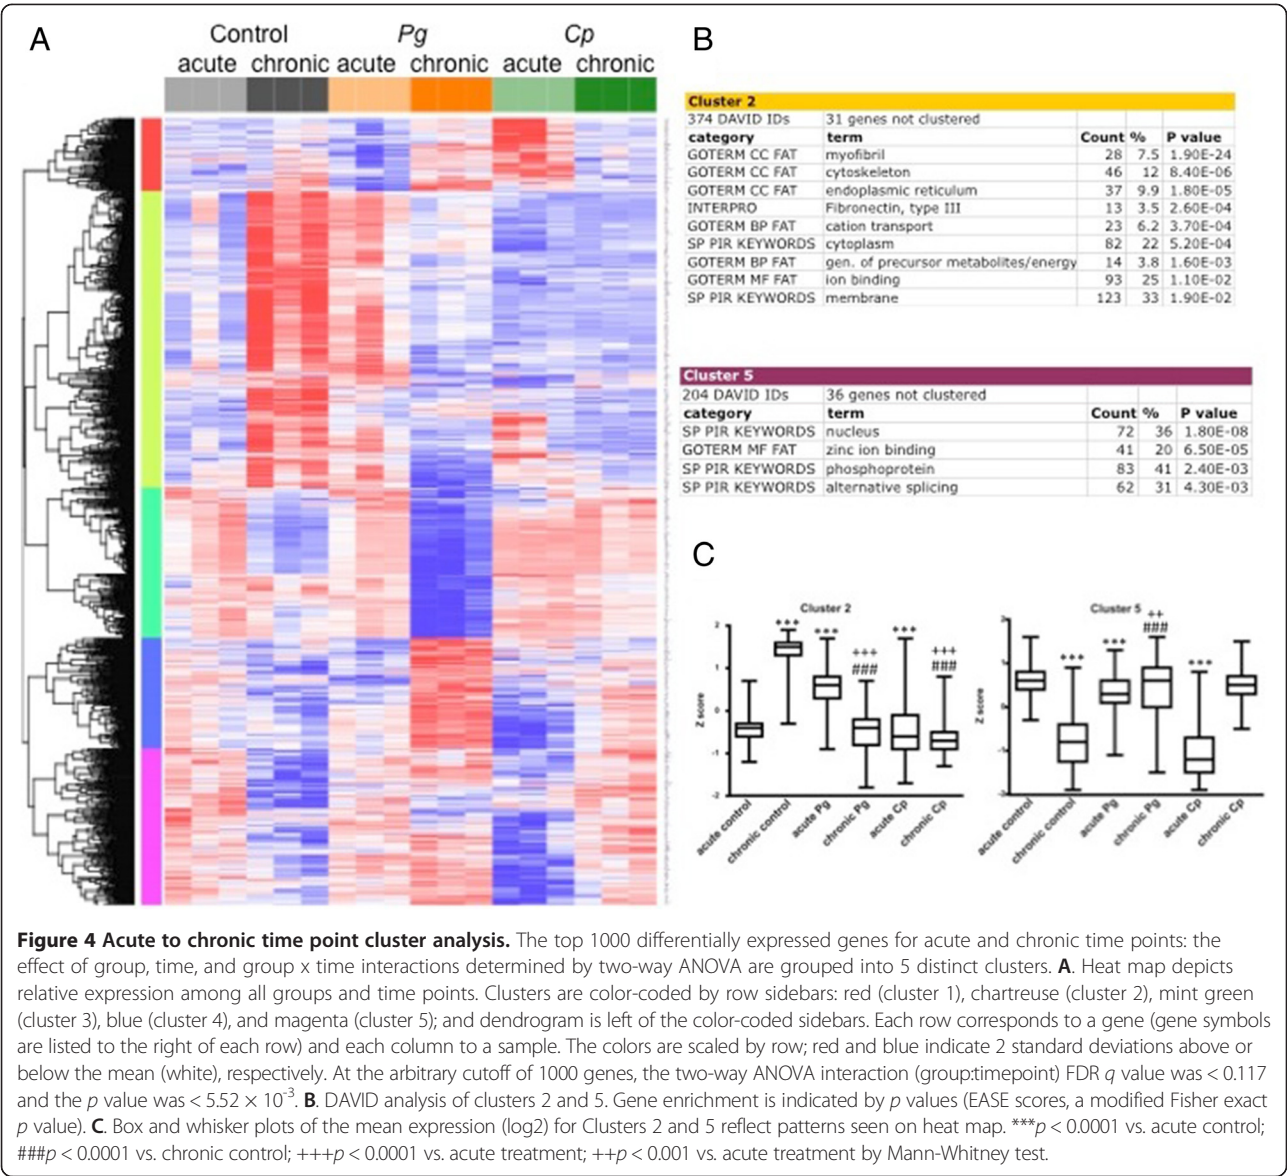 A
Control Pg Cp
acute chronic acute chronic acute chronic
B
Cluster 2
374 DAVID IDs 31 genes not clustered
category term Count % P value
GOTERM CC FAT myofibril 28 7.5 1.90E-24
GOTERM CC FAT cytoskeleton 46 12 8.40E-06
GOTERM CC FAT endoplasmic reticulum 37 9.9 1.80E-05
INTERPRO Fibronectin, type III 13 3.5 2.60E-04
GOTERM BP FAT cation transport 23 6.2 3.70E-04
SP PIR KEYWORDS cytoplasm 82 22 5.20E-04
GOTERM BP FAT gen. of precursor metabolites/energy 14 3.8 1.60E-03
GOTERM MF FAT ion binding 93 25 1.10E-02
SP PIR KEYWORDS membrane 123 33 1.90E-02
Cluster 5
204 DAVID IDs 36 genes not clustered
category term Count % P value
SP PIR KEYWORDS nucleus 72 36 1.80E-08
GOTERM MF FAT zinc ion binding 41 20 6.50E-05
SP PIR KEYWORDS phosphoprotein 83 41 2.40E-03
SP PIR KEYWORDS alternative splicing 62 31 4.30E-03
C
Cluster 2
Z score
2
1
0
-1
-2
*** *** +++ ### *** +++ ###
acute control chronic control acute Pg chronic Pg acute Cp chronic Cp
Cluster 5
Z score
2
1
0
-1
-2
*** *** ++ ### ***
acute control chronic control acute Pg chronic Pg acute Cp chronic Cp
Figure 4 Acute to chronic time point cluster analysis. The top 1000 differentially expressed genes for acute and chronic time points: the
effect of group, time, and group x time interactions determined by two-way ANOVA are grouped into 5 distinct clusters. A. Heat map depicts
relative expression among all groups and time points. Clusters are color-coded by row sidebars: red (cluster 1), chartreuse (cluster 2), mint green
(cluster 3), blue (cluster 4), and magenta (cluster 5); and dendrogram is left of the color-coded sidebars. Each row corresponds to a gene (gene symbols
are listed to the right of each row) and each column to a sample. The colors are scaled by row; red and blue indicate 2 standard deviations above or
below the mean (white), respectively. At the arbitrary cutoff of 1000 genes, the two-way ANOVA interaction (group:timepoint) FDR q value was < 0.117
and the p value was < 5.52 × 10⁻³. B. DAVID analysis of clusters 2 and 5. Gene enrichment is indicated by p values (EASE scores, a modified Fisher exact
p value). C. Box and whisker plots of the mean expression (log2) for Clusters 2 and 5 reflect patterns seen on heat map. ***p < 0.0001 vs. acute control;
###p < 0.0001 vs. chronic control; +++p < 0.0001 vs. acute treatment; ++p < 0.001 vs. acute treatment by Mann-Whitney test.